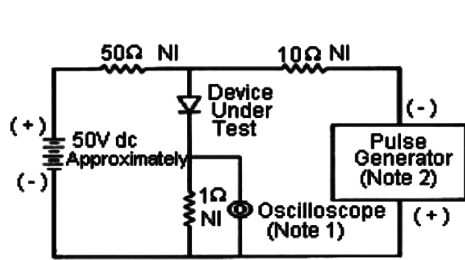 50Ω NI
10Ω NI
Device
Under
Test
(+)
50V dc
Approximately
(-)
(-)
Pulse
Generator
(Note 2)
(+)
1Ω
NI
Oscilloscope
(Note 1)